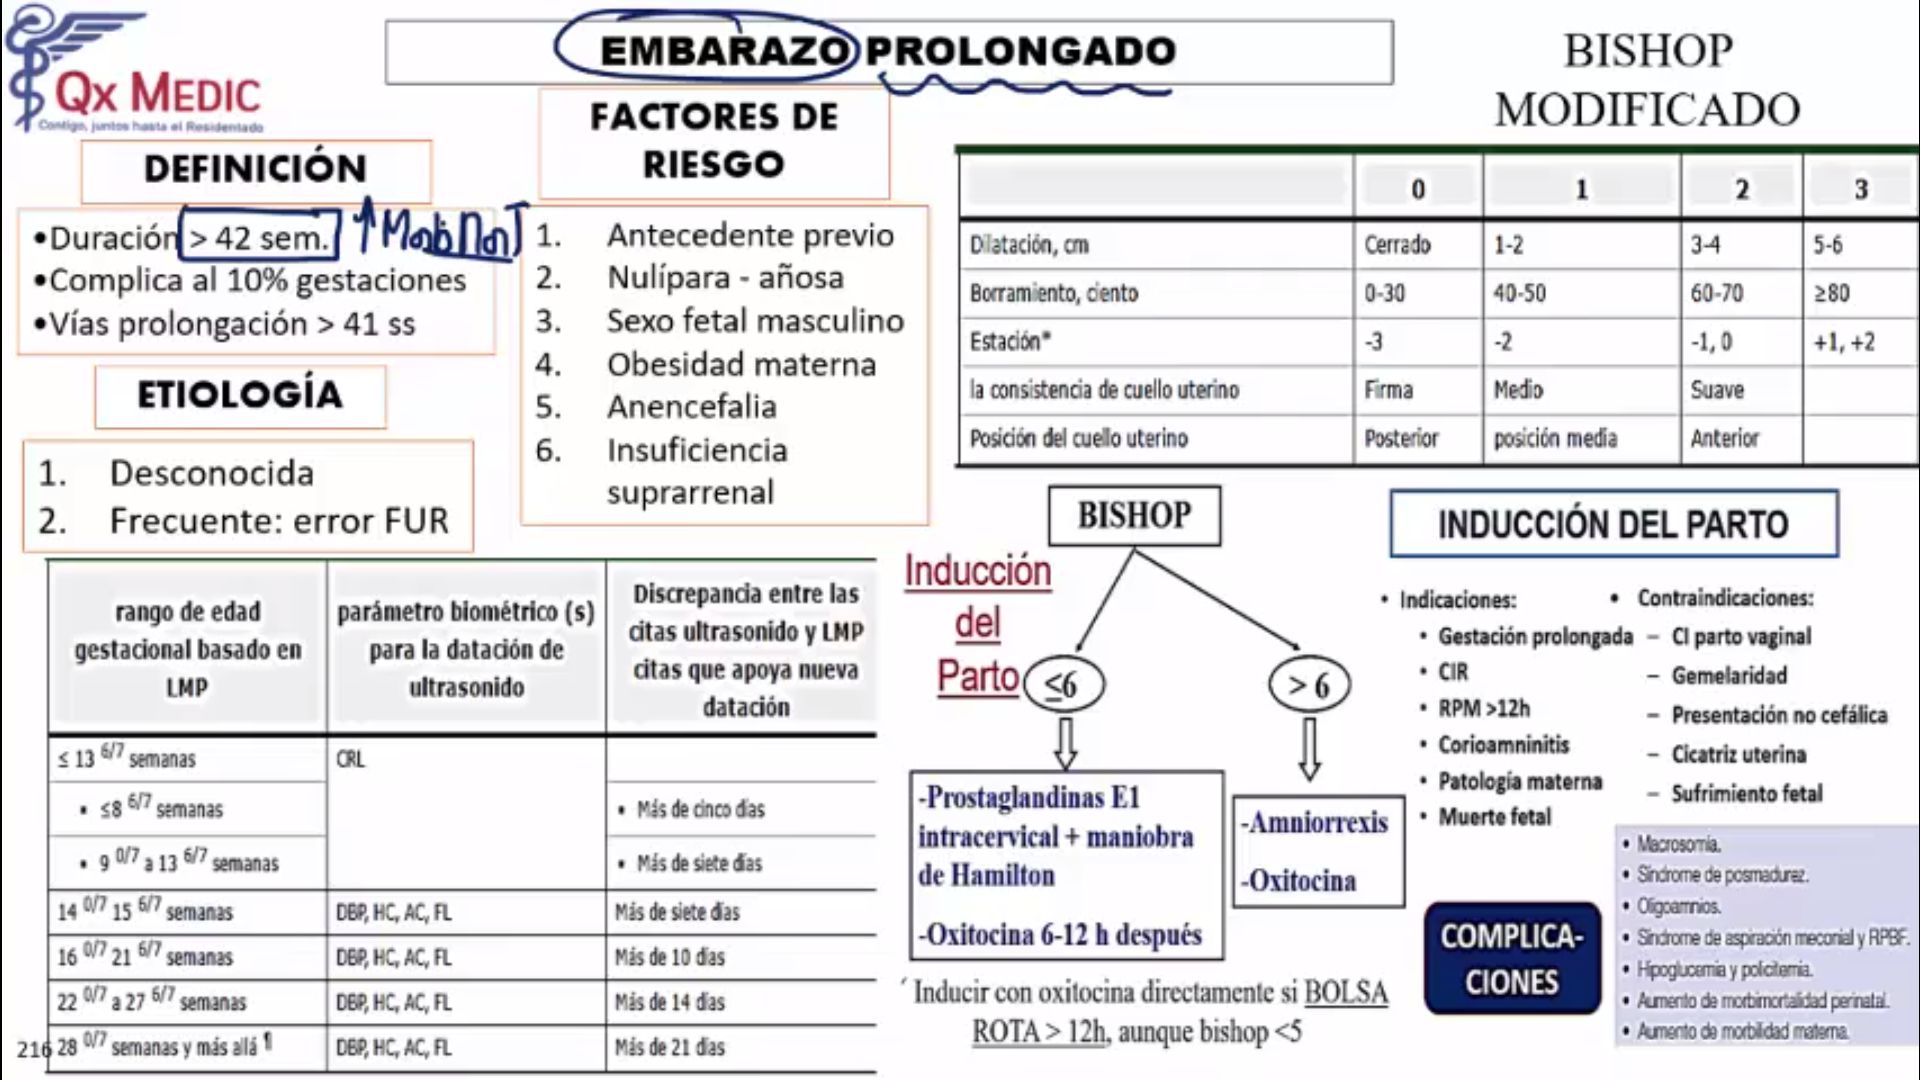 EMBARAZO PROLONGADO
Qx MEDIC
Contigo, juntos hasta el Residentado
DEFINICIÓN
•Duración > 42 sem.
•Complica al 10% gestaciones
•Vías prolongación > 41 ss
ETIOLOGÍA
1. Desconocida
2. Frecuente: error FUR
FACTORES DE
RIESGO
1. Antecedente previo
2. Nulípara - añosa
3. Sexo fetal masculino
4. Obesidad materna
5. Anencefalia
6. Insuficiencia
suprarrenal
BISHOP
MODIFICADO
0 1 2 3
Dilatación, cm Cerrado 1-2 3-4 5-6
Borramiento, ciento 0-30 40-50 60-70 ≥80
Estación* -3 -2 -1, 0 +1, +2
la consistencia de cuello uterino Firma Medio Suave
Posición del cuello uterino Posterior posición media Anterior
rango de edad
gestacional basado en
LMP
parámetro biométrico (s)
para la datación de
ultrasonido
Discrepancia entre las
citas ultrasonido y LMP
citas que apoya nueva
datación
≤ 13 6/7 semanas CRL
• ≤8 6/7 semanas • Más de cinco días
• 9 0/7 a 13 6/7 semanas • Más de siete días
14 0/7 15 6/7 semanas DBP, HC, AC, FL Más de siete días
16 0/7 21 6/7 semanas DBP, HC, AC, FL Más de 10 días
22 0/7 a 27 6/7 semanas DBP, HC, AC, FL Más de 14 días
28 0/7 semanas y más allá ¶ DBP, HC, AC, FL Más de 21 días
216
BISHOP
Inducción
del
Parto
≤6
> 6
-Prostaglandinas E1
intracervical + maniobra
de Hamilton
-Oxitocina 6-12 h después
-Amniorrexis
-Oxitocina
´ Inducir con oxitocina directamente si BOLSA
ROTA > 12h, aunque bishop <5
INDUCCIÓN DEL PARTO
• Indicaciones:
• Gestación prolongada
• CIR
• RPM >12h
• Corioamninitis
• Patología materna
• Muerte fetal
• Contraindicaciones:
– CI parto vaginal
– Gemelaridad
– Presentación no cefálica
– Cicatriz uterina
– Sufrimiento fetal
COMPLICA-
CIONES
• Macrosomía.
• Síndrome de posmadurez.
• Oligoamnios.
• Síndrome de aspiración meconial y RPBF.
• Hipoglucemia y policitemia.
• Aumento de morbimortalidad perinatal.
• Aumento de morbilidad materna.